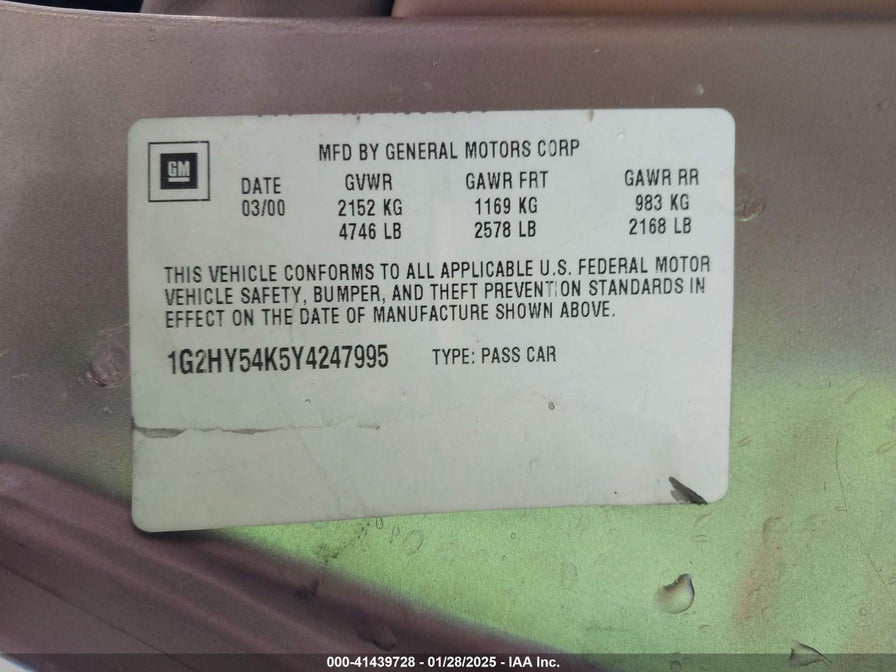 GM
MFD BY GENERAL MOTORS CORP
DATE GVWR GAWR FRT GAWR RR
03/00 2152 KG 1169 KG 983 KG
4746 LB 2578 LB 2168 LB
THIS VEHICLE CONFORMS TO ALL APPLICABLE U.S. FEDERAL MOTOR
VEHICLE SAFETY, BUMPER, AND THEFT PREVENTION STANDARDS IN
EFFECT ON THE DATE OF MANUFACTURE SHOWN ABOVE.
1G2HY54K5Y4247995 TYPE: PASS CAR
000-41439728 - 01/28/2025 - IAA Inc.